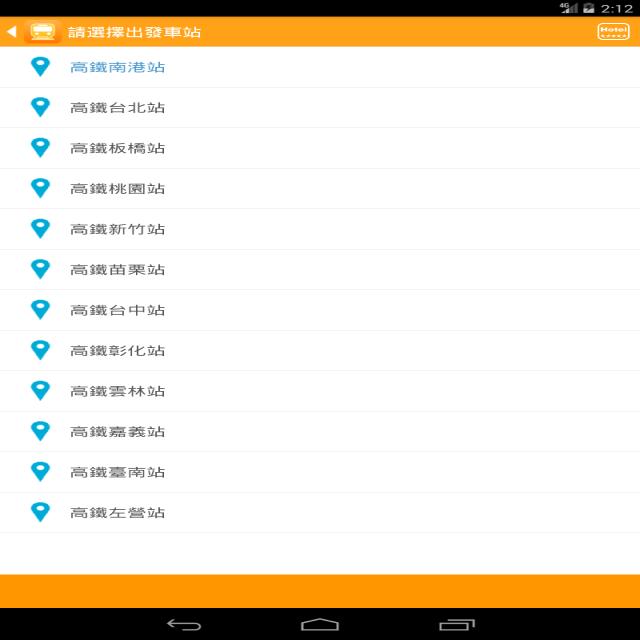 4G 2:12
請選擇出發車站
Hotel
高鐵南港站
高鐵台北站
高鐵板橋站
高鐵桃園站
高鐵新竹站
高鐵苗栗站
高鐵台中站
高鐵彰化站
高鐵雲林站
高鐵嘉義站
高鐵臺南站
高鐵左營站